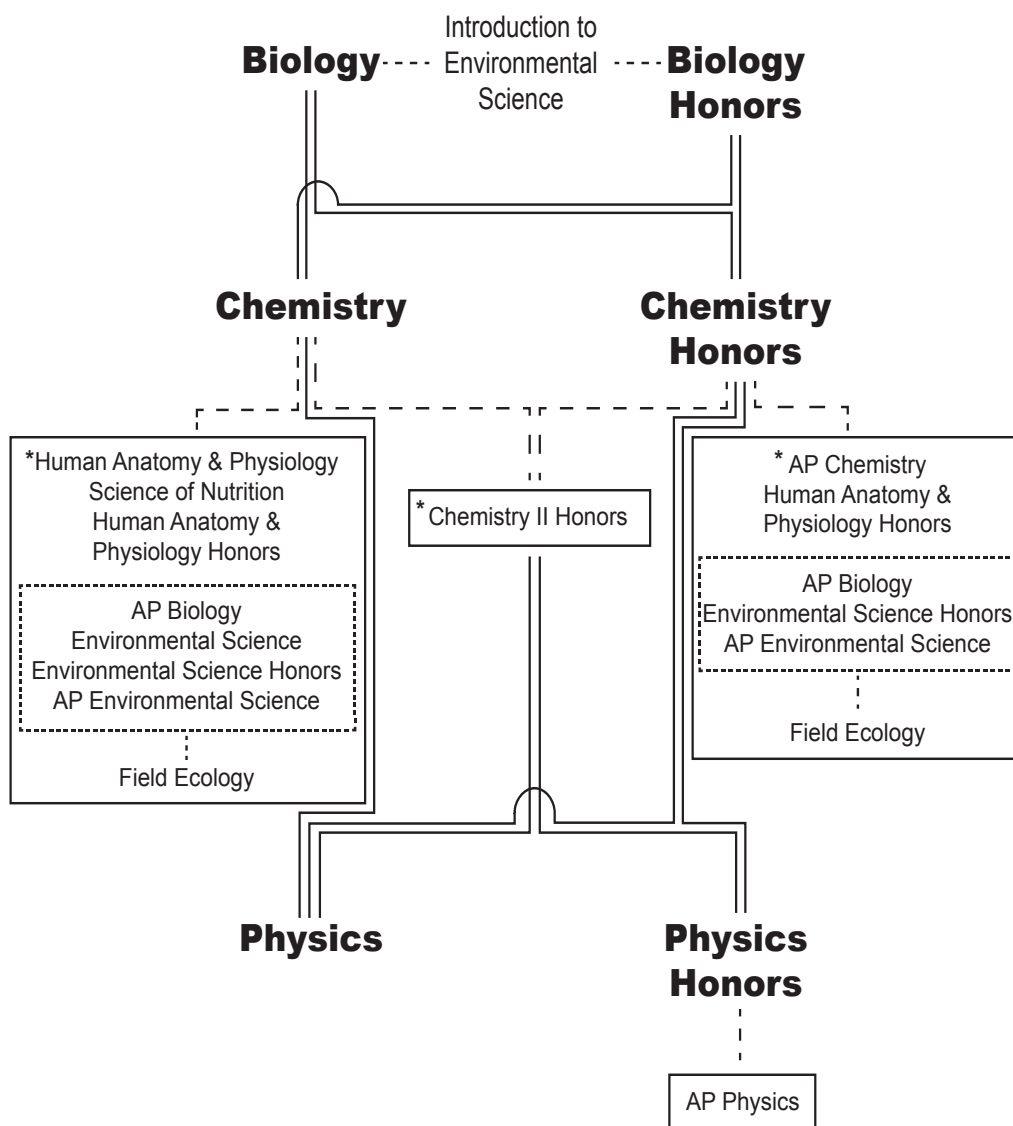 Introduction to
Environmental
Science
Biology
Biology
Honors
Chemistry
Chemistry
Honors
*Human Anatomy & Physiology
Science of Nutrition
Human Anatomy &
Physiology Honors
AP Biology
Environmental Science
Environmental Science Honors
AP Environmental Science
Field Ecology
*Chemistry II Honors
* AP Chemistry
Human Anatomy &
Physiology Honors
AP Biology
Environmental Science Honors
AP Environmental Science
Field Ecology
Physics
Physics
Honors
AP Physics